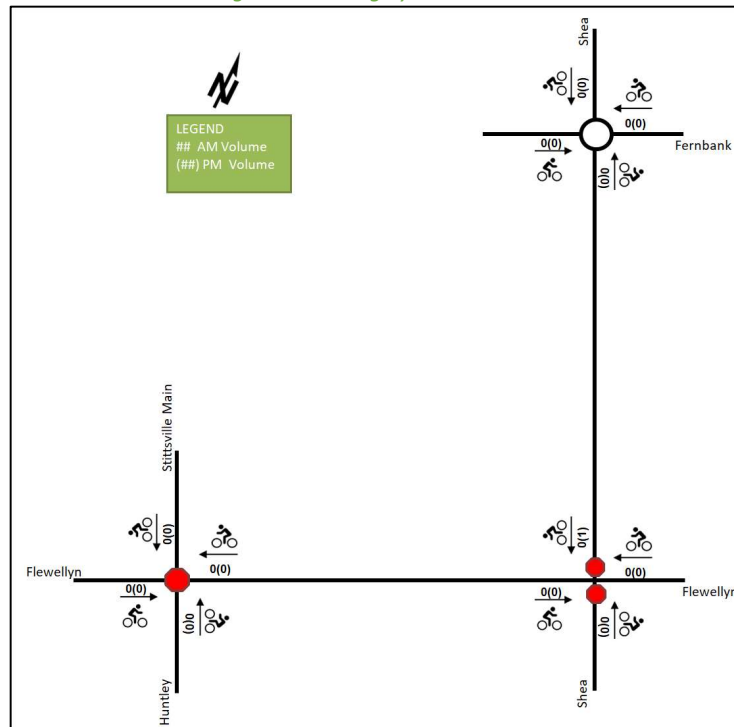 Shea
0(0)
0(0)
0(0)
0(0)
Fernbank
N
LEGEND
## AM Volume
(##) PM Volume
Stittsville Main
0(0)
0(0)
0(0)
0(0)
Flewellyn
Huntley
0(1)
0(0)
0(0)
0(0)
Flewellyn
Shea